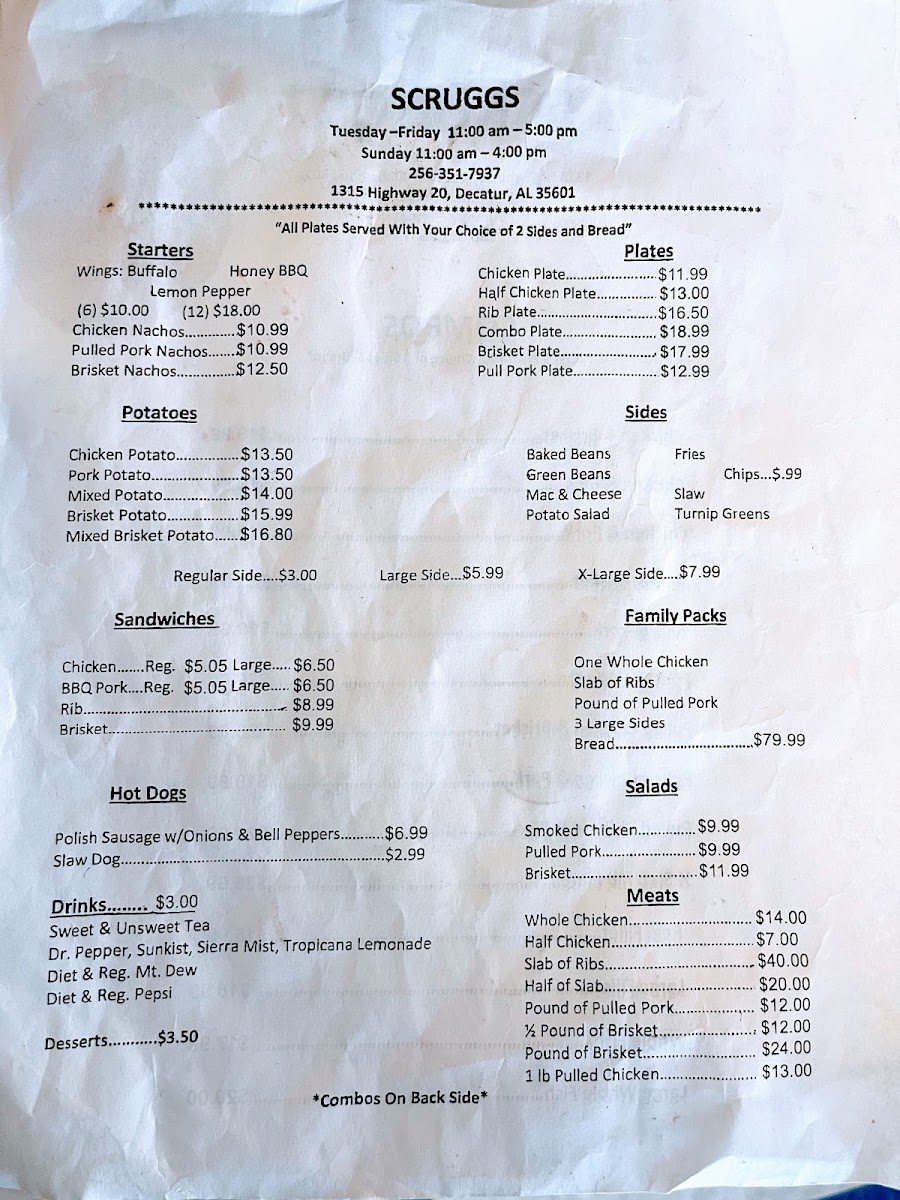 SCRUGGS
Tuesday –Friday 11:00 am – 5:00 pm
Sunday 11:00 am – 4:00 pm
256-351-7937
1315 Highway 20, Decatur, AL 35601
"All Plates Served With Your Choice of 2 Sides and Bread"
Starters
Wings: Buffalo Honey BBQ
Lemon Pepper
(6) $10.00 (12) $18.00
Chicken Nachos............$10.99
Pulled Pork Nachos.......$10.99
Brisket Nachos..............$12.50
Plates
Chicken Plate......................$11.99
Half Chicken Plate..............$13.00
Rib Plate.............................$16.50
Combo Plate.......................$18.99
Brisket Plate.......................$17.99
Pull Pork Plate....................$12.99
Potatoes
Chicken Potato...............$13.50
Pork Potato.....................$13.50
Mixed Potato..................$14.00
Brisket Potato.................$15.99
Mixed Brisket Potato......$16.80
Sides
Baked Beans Fries
Green Beans Chips...$.99
Mac & Cheese Slaw
Potato Salad Turnip Greens
Regular Side....$3.00 Large Side...$5.99 X-Large Side....$7.99
Sandwiches
Chicken.......Reg. $5.05 Large..... $6.50
BBQ Pork....Reg. $5.05 Large..... $6.50
Rib................................................. $8.99
Brisket........................................... $9.99
Family Packs
One Whole Chicken
Slab of Ribs
Pound of Pulled Pork
3 Large Sides
Bread.................................$79.99
Hot Dogs
Polish Sausage w/Onions & Bell Peppers..........$6.99
Slaw Dog...............................................................$2.99
Salads
Smoked Chicken..............$9.99
Pulled Pork.......................$9.99
Brisket............... ...............$11.99
Drinks........ $3.00
Sweet & Unsweet Tea
Dr. Pepper, Sunkist, Sierra Mist, Tropicana Lemonade
Diet & Reg. Mt. Dew
Diet & Reg. Pepsi
Desserts...........$3.50
Meats
Whole Chicken.............................. $14.00
Half Chicken.................................. $7.00
Slab of Ribs.................................... $40.00
Half of Slab.................................... $20.00
Pound of Pulled Pork................... $12.00
½ Pound of Brisket....................... $12.00
Pound of Brisket........................... $24.00
1 lb Pulled Chicken....................... $13.00
*Combos On Back Side*